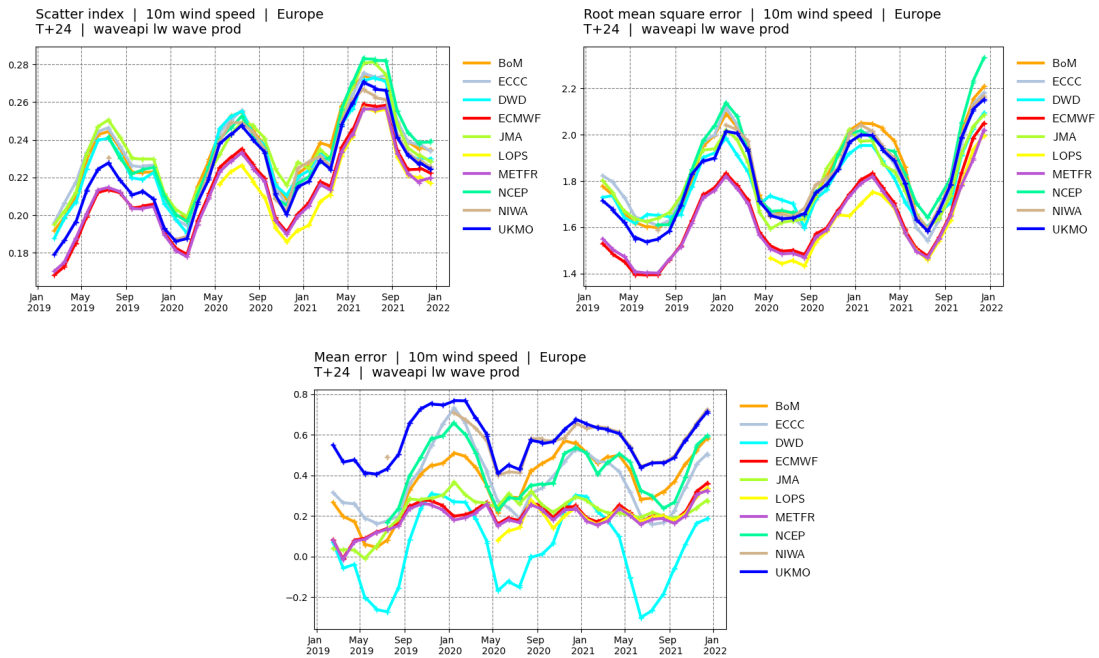 Scatter index | 10m wind speed | Europe
T+24 | waveapi lw wave prod
0.28
0.26
0.24
0.22
0.20
0.18
Jan 2019
May 2019
Sep 2019
Jan 2020
May 2020
Sep 2020
Jan 2021
May 2021
Sep 2021
Jan 2022
BoM
ECCC
DWD
ECMWF
JMA
LOPS
METFR
NCEP
NIWA
UKMO
Root mean square error | 10m wind speed | Europe
T+24 | waveapi lw wave prod
2.2
2.0
1.8
1.6
1.4
Jan 2019
May 2019
Sep 2019
Jan 2020
May 2020
Sep 2020
Jan 2021
May 2021
Sep 2021
Jan 2022
BoM
ECCC
DWD
ECMWF
JMA
LOPS
METFR
NCEP
NIWA
UKMO
Mean error | 10m wind speed | Europe
T+24 | waveapi lw wave prod
0.8
0.6
0.4
0.2
0.0
−0.2
Jan 2019
May 2019
Sep 2019
Jan 2020
May 2020
Sep 2020
Jan 2021
May 2021
Sep 2021
Jan 2022
BoM
ECCC
DWD
ECMWF
JMA
LOPS
METFR
NCEP
NIWA
UKMO